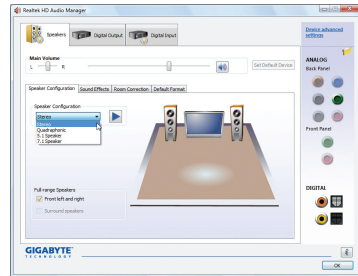 Realtek HD Audio Manager
Speakers
Digital Output
Digital Input
Device advanced
settings
Main Volume
L
R
Set Default Device
ANALOG
Back Panel
Speaker Configuration
Sound Effects
Room Correction
Default Format
Speaker Configuration
Stereo
Stereo
Quadraphonic
5.1 Speaker
7.1 Speaker
Front Panel
Full-range Speakers
Front left and right
Surround speakers
DIGITAL
GIGABYTE
TECHNOLOGY
i
OK